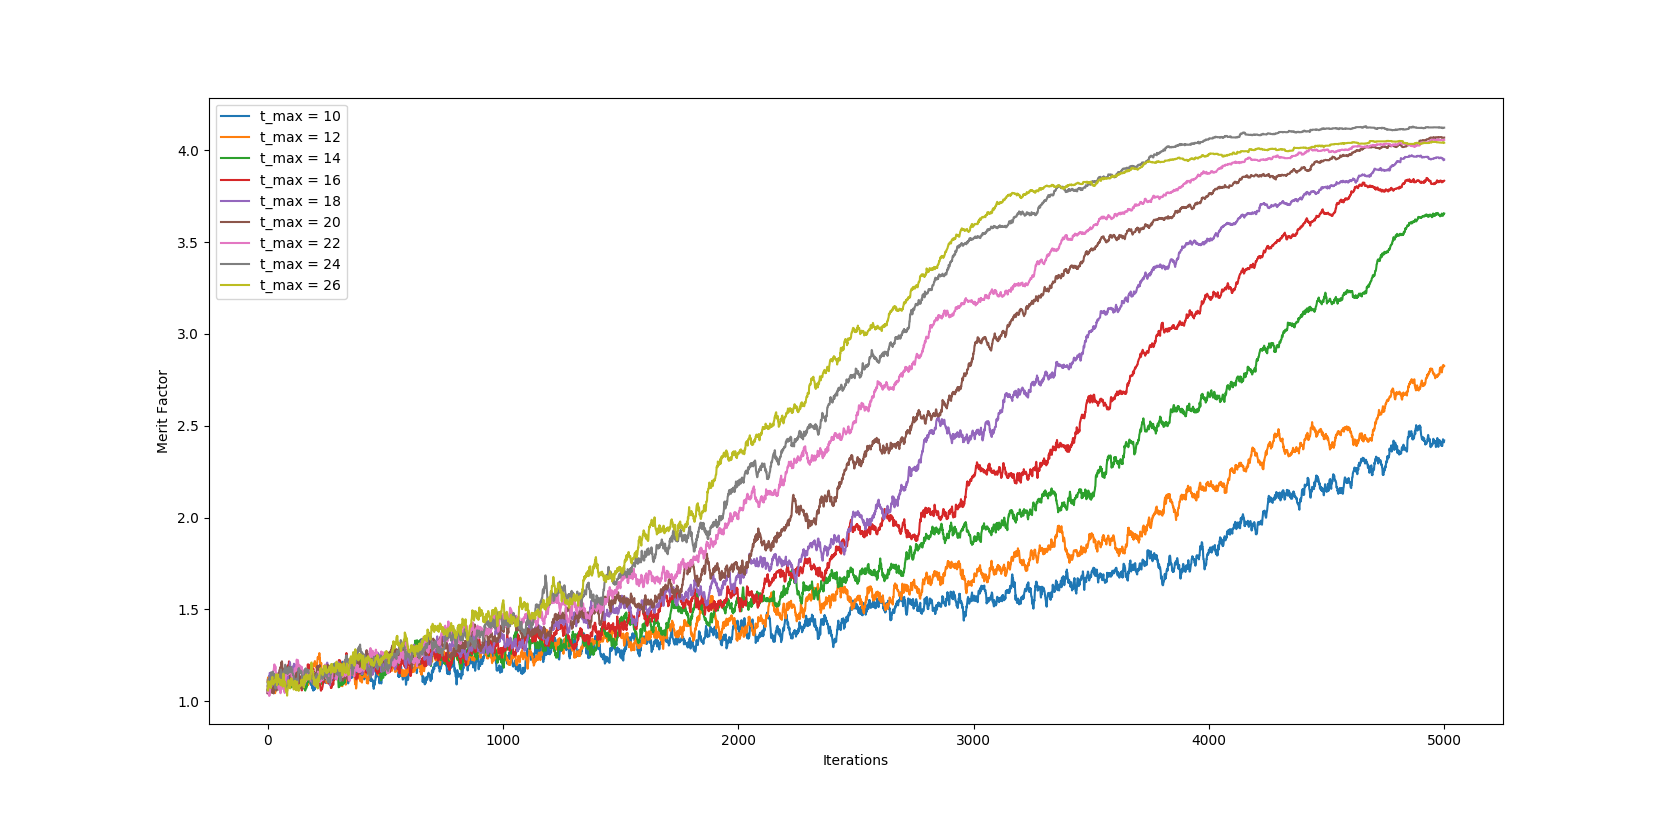 t_max = 10
t_max = 12
t_max = 14
t_max = 16
t_max = 18
t_max = 20
t_max = 22
t_max = 24
t_max = 26
4.0
3.5
3.0
2.5
2.0
1.5
1.0
Merit Factor
0 1000 2000 3000 4000 5000
Iterations